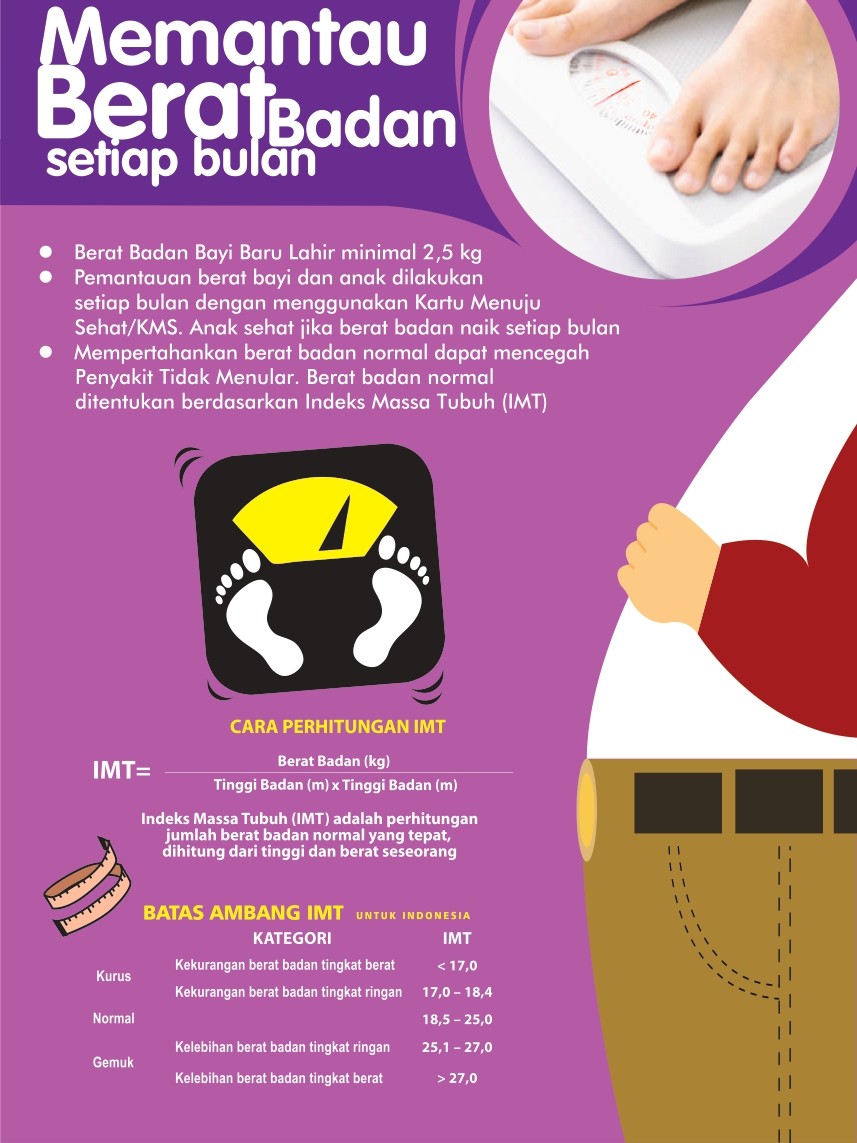 Memantau
Berat Badan
setiap bulan
● Berat Badan Bayi Baru Lahir minimal 2,5 kg
● Pemantauan berat bayi dan anak dilakukan
setiap bulan dengan menggunakan Kartu Menuju
Sehat/KMS. Anak sehat jika berat badan naik setiap bulan
● Mempertahankan berat badan normal dapat mencegah
Penyakit Tidak Menular. Berat badan normal
ditentukan berdasarkan Indeks Massa Tubuh (IMT)
CARA PERHITUNGAN IMT
IMT=
Berat Badan (kg)
Tinggi Badan (m) x Tinggi Badan (m)
Indeks Massa Tubuh (IMT) adalah perhitungan
jumlah berat badan normal yang tepat,
dihitung dari tinggi dan berat seseorang
BATAS AMBANG IMT UNTUK INDONESIA
KATEGORI IMT
Kurus
Kekurangan berat badan tingkat berat < 17,0
Kekurangan berat badan tingkat ringan 17,0 – 18,4
Normal 18,5 – 25,0
Gemuk
Kelebihan berat badan tingkat ringan 25,1 – 27,0
Kelebihan berat badan tingkat berat > 27,0